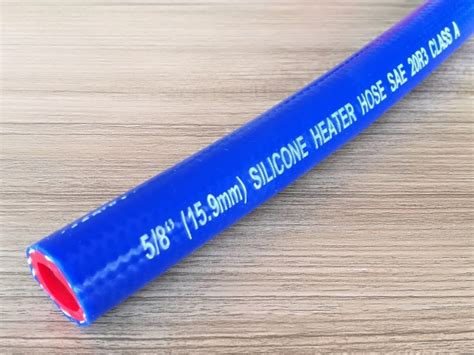 5/8" (15.9mm) SILICONE HEATER HOSE SAE 20R3 CLASS A